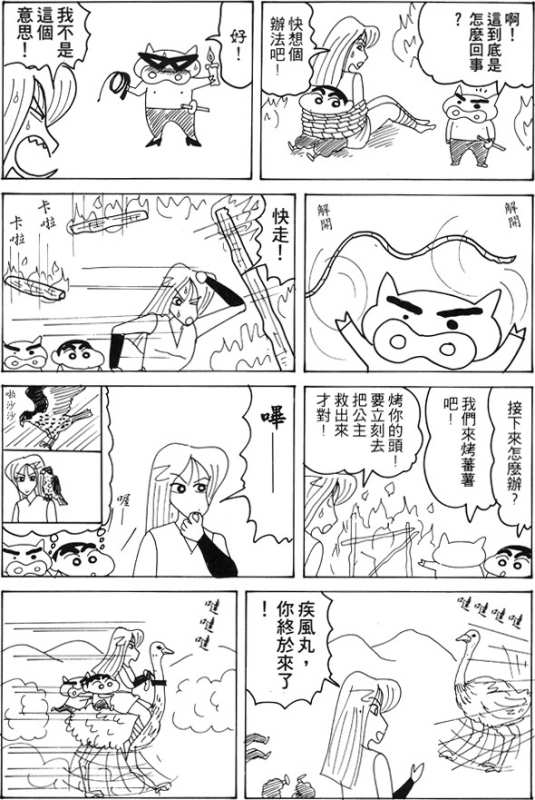 啊！
這到底是
怎麼回事
？
快想個
辦法吧！
好！
我不是
這個
意思！
解開
解開
快走！
卡啦
卡啦
接下來怎麼辦？
我們來烤蕃薯
吧！
烤你的頭！
要立刻去
把公主
救出來
才對！
嗶——
喔—
啪沙沙
噠噠噠噠
疾風丸，
你終於來了
！
噠噠噠